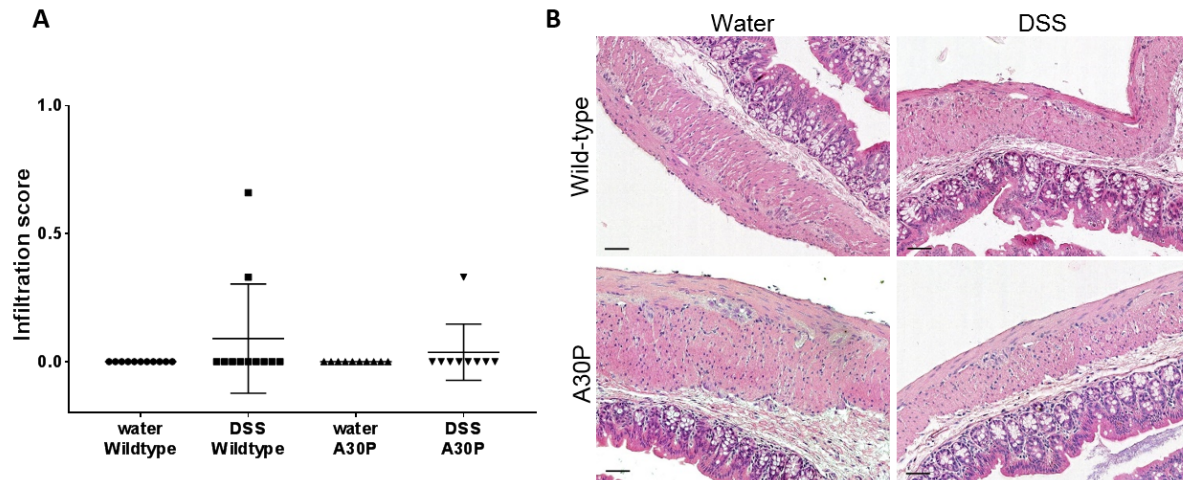 A
Infiltration score
1.0
0.5
0.0
water
Wildtype
DSS
Wildtype
water
A30P
DSS
A30P
B
Water
DSS
Wild-type
A30P